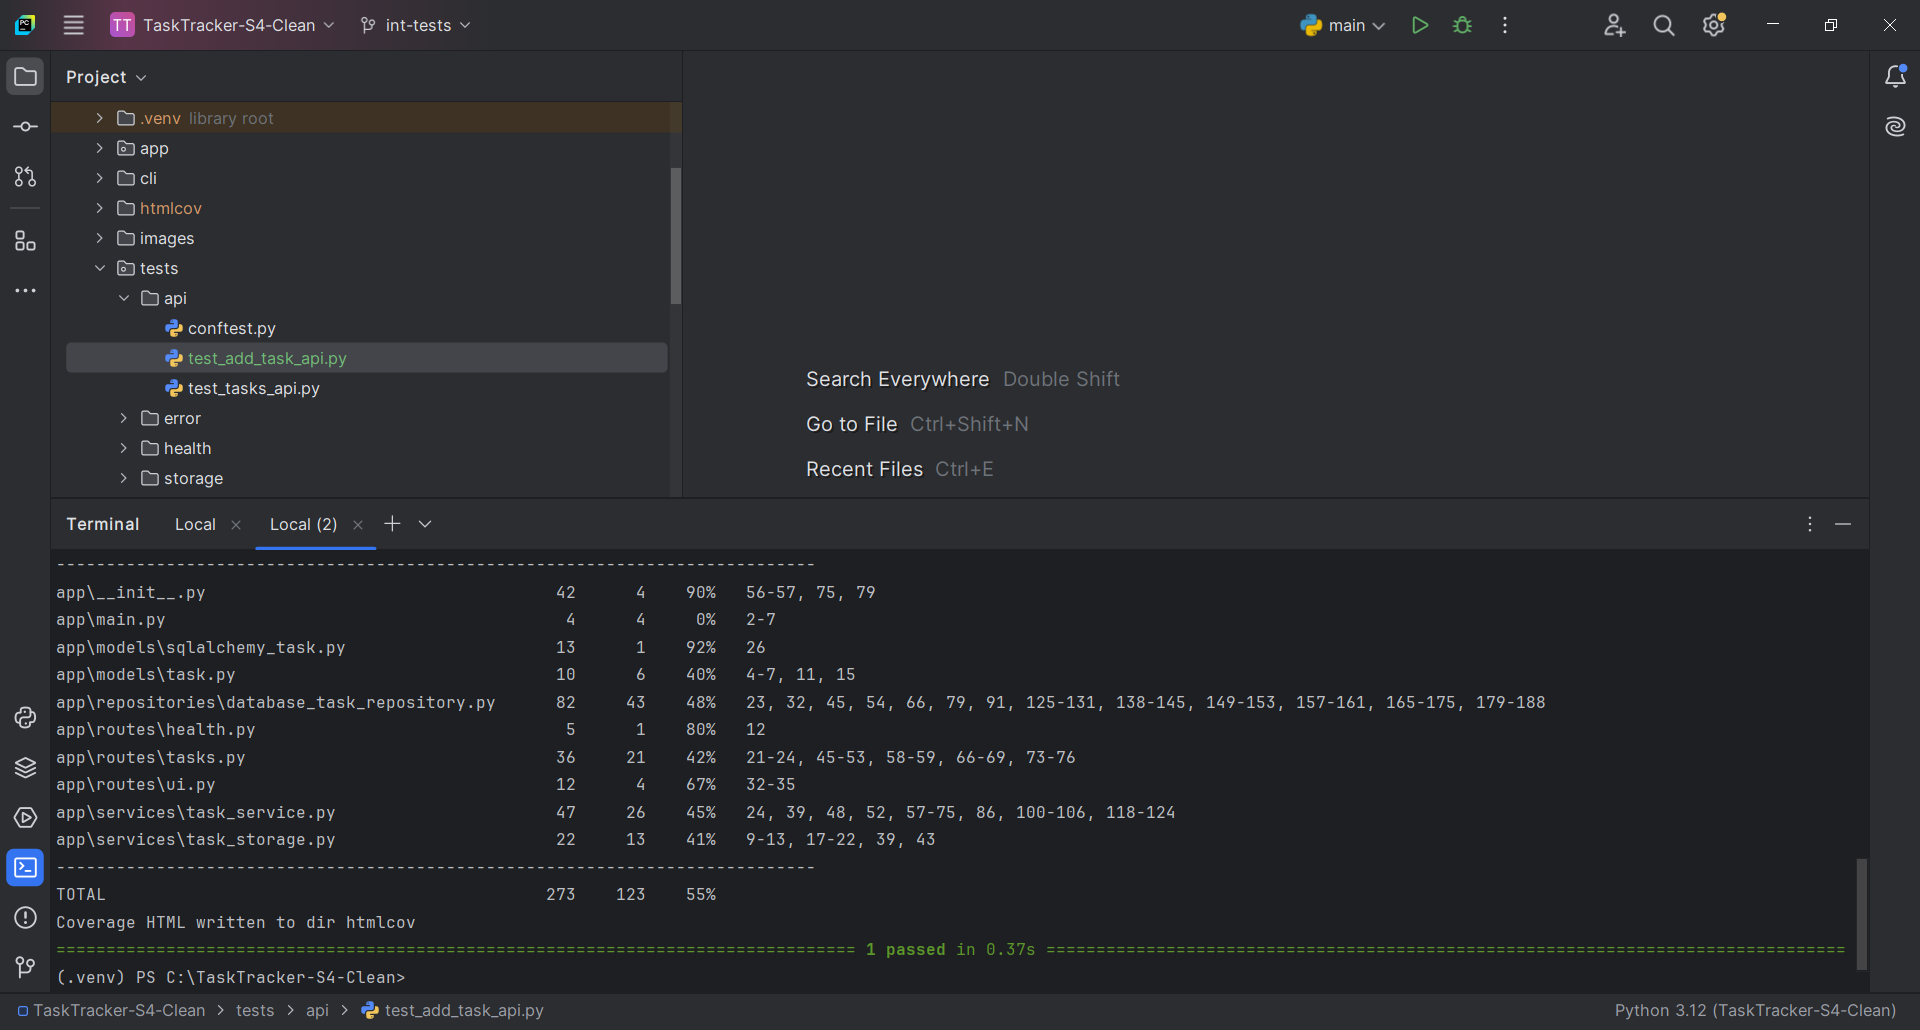 TT TaskTracker-S4-Clean int-tests main
Project
.venv library root
app
cli
htmlcov
images
tests
api
conftest.py
test_add_task_api.py
test_tasks_api.py
error
health
storage
Search Everywhere Double Shift
Go to File Ctrl+Shift+N
Recent Files Ctrl+E
Terminal Local Local (2)
----------------------------------------------------------------------------
app\__init__.py 42 4 90% 56-57, 75, 79
app\main.py 4 4 0% 2-7
app\models\sqlalchemy_task.py 13 1 92% 26
app\models\task.py 10 6 40% 4-7, 11, 15
app\repositories\database_task_repository.py 82 43 48% 23, 32, 45, 54, 66, 79, 91, 125-131, 138-145, 149-153, 157-161, 165-175, 179-188
app\routes\health.py 5 1 80% 12
app\routes\tasks.py 36 21 42% 21-24, 45-53, 58-59, 66-69, 73-76
app\routes\ui.py 12 4 67% 32-35
app\services\task_service.py 47 26 45% 24, 39, 48, 52, 57-75, 86, 100-106, 118-124
app\services\task_storage.py 22 13 41% 9-13, 17-22, 39, 43
----------------------------------------------------------------------------
TOTAL 273 123 55%
Coverage HTML written to dir htmlcov
================================================================================ 1 passed in 0.37s ================================================================================
(.venv) PS C:\TaskTracker-S4-Clean>
TaskTracker-S4-Clean > tests > api > test_add_task_api.py Python 3.12 (TaskTracker-S4-Clean)